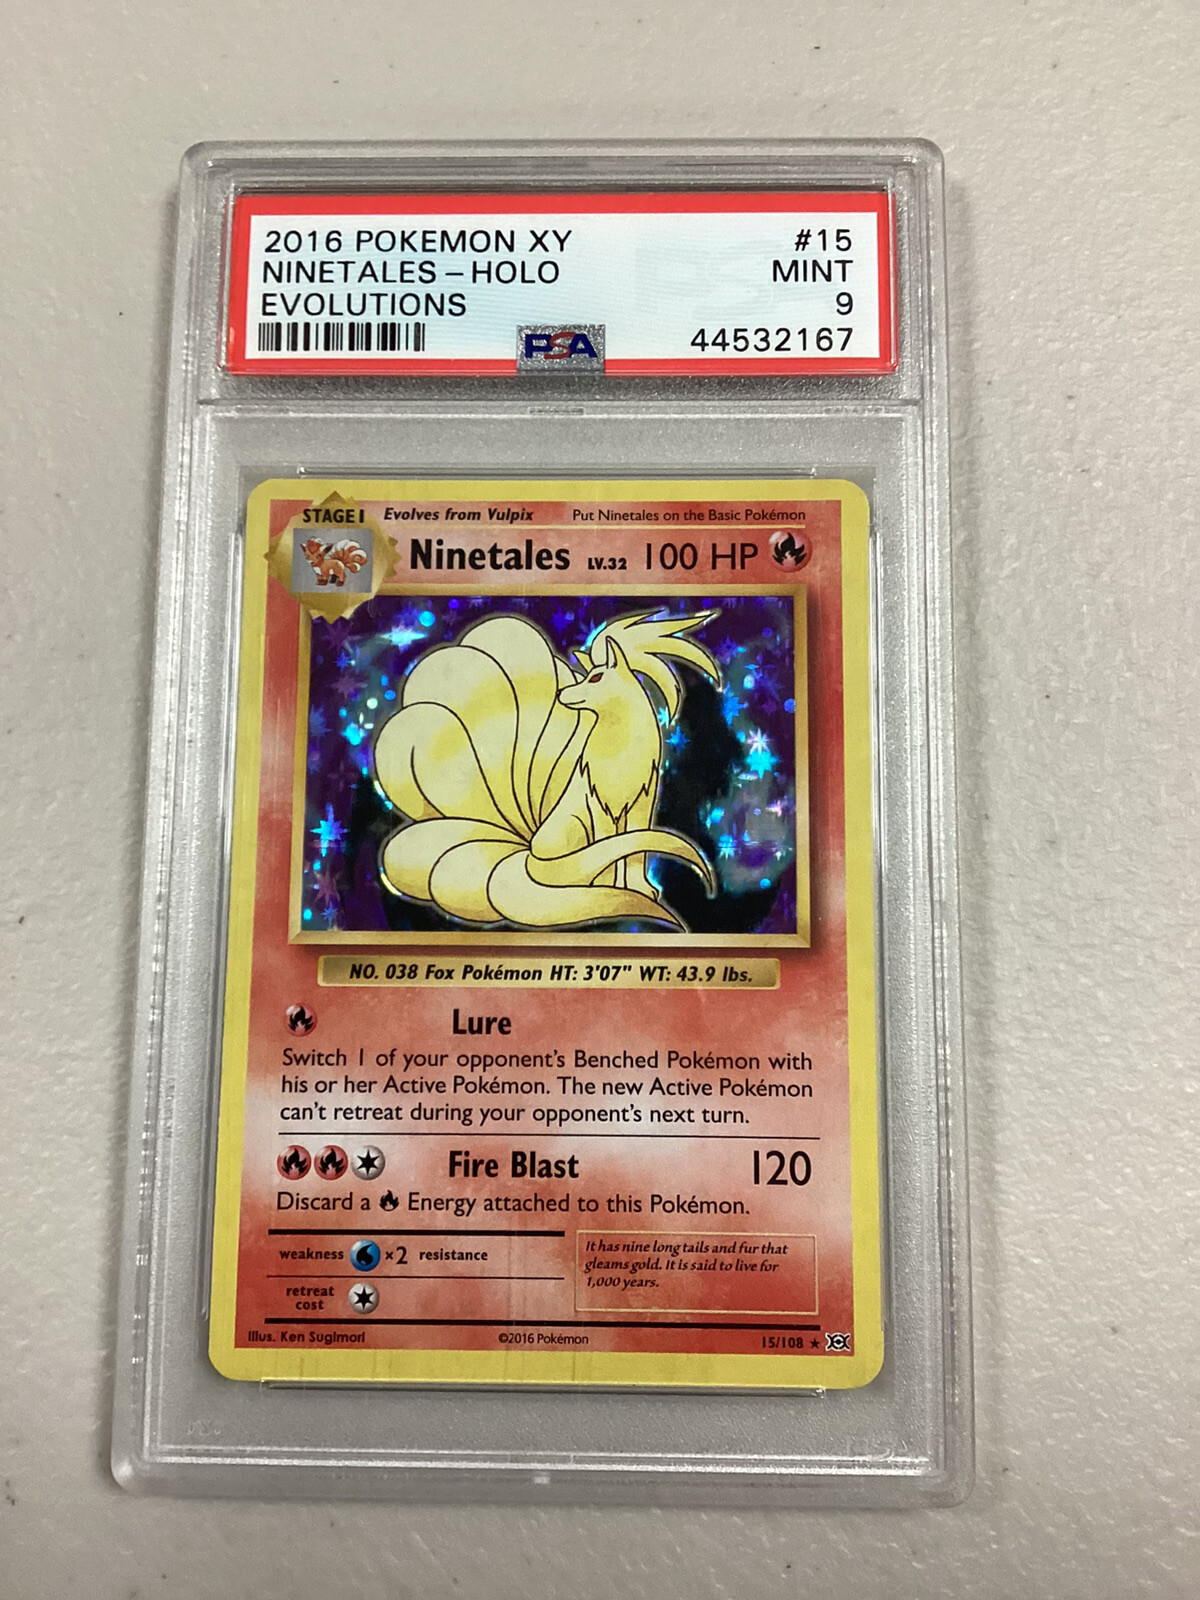 2016 POKEMON XY #15
NINETALES - HOLO MINT
EVOLUTIONS 9
PSA 44532167
STAGE 1 Evolves from Vulpix Put Ninetales on the Basic Pokémon
Ninetales LV.32 100 HP
NO. 038 Fox Pokémon HT: 3'07" WT: 43.9 lbs.
Lure
Switch 1 of your opponent's Benched Pokémon with
his or her Active Pokémon. The new Active Pokémon
can't retreat during your opponent's next turn.
Fire Blast 120
Discard a Energy attached to this Pokémon.
weakness ×2 resistance
It has nine long tails and fur that
gleams gold. It is said to live for
1,000 years.
retreat
cost
Illus. Ken Sugimori ©2016 Pokémon 15/108 ★